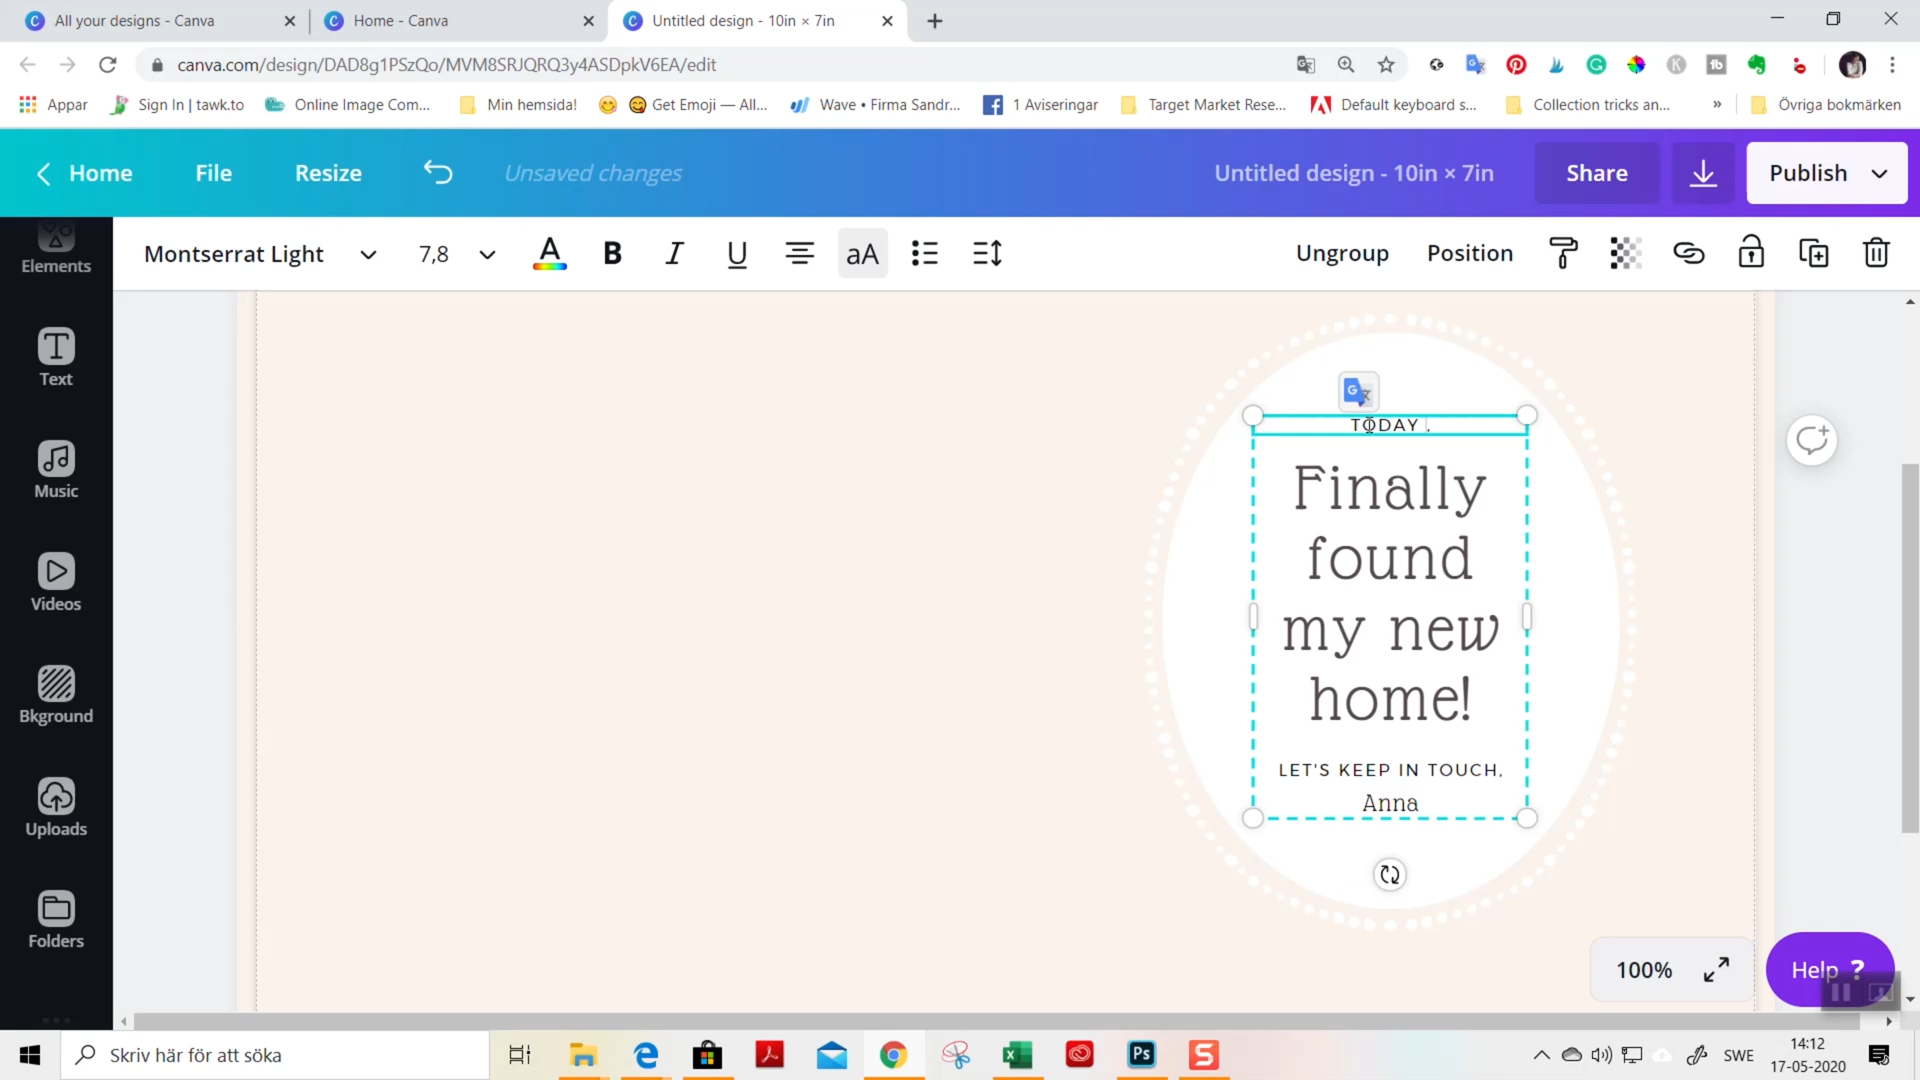 All your designs - Canva
Home - Canva
Untitled design - 10in × 7in
canva.com/design/DAD8g1PSzQo/MVM8SRJQRQ3y4ASDpkV6EA/edit
Appar
Sign In | tawk.to
Online Image Com...
Min hemsida!
Get Emoji — All...
Wave • Firma Sandr...
1 Aviseringar
Target Market Rese...
Default keyboard s...
Collection tricks an...
»
Övriga bokmärken
Home
File
Resize
Unsaved changes
Untitled design - 10in × 7in
Share
Publish
Montserrat Light
7,8
A
B
I
U
aA
Ungroup
Position
Elements
Text
Music
Videos
Bkground
Uploads
Folders
TODAY ,
Finally
found
my new
home!
LET'S KEEP IN TOUCH,
Anna
100%
Help ?
Skriv här för att söka
SWE
14:12
17-05-2020